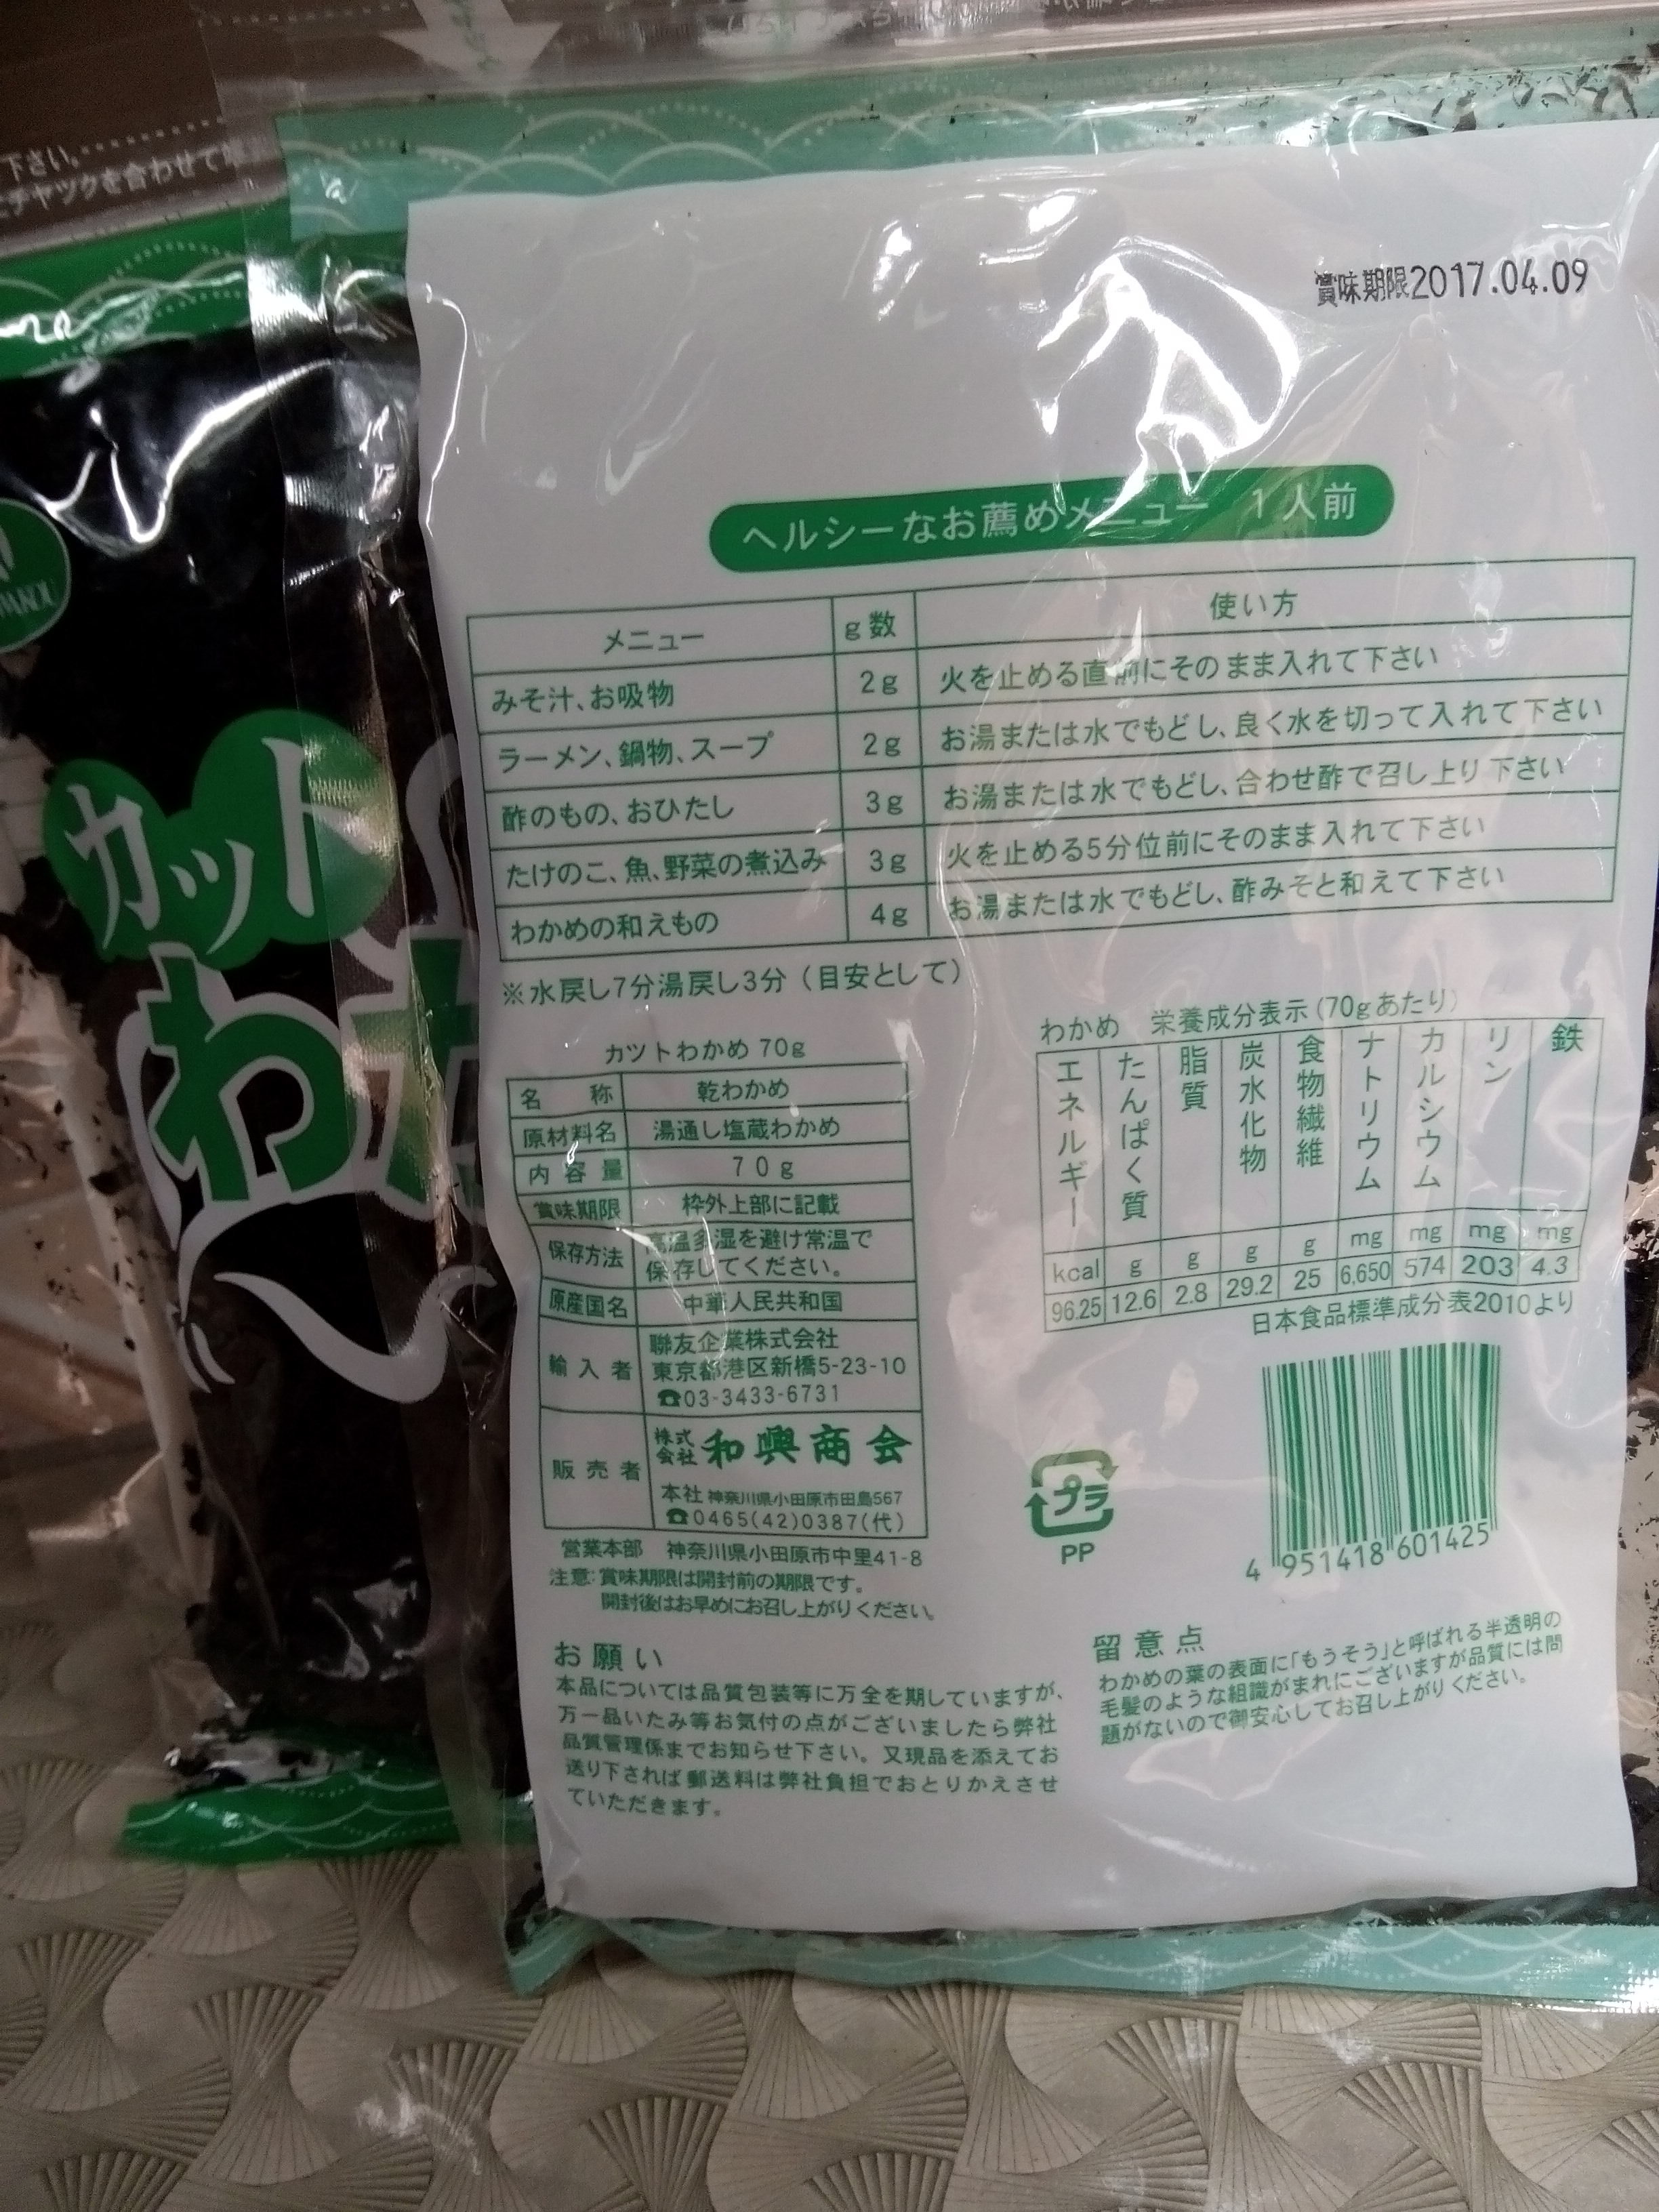 下さい。
チヤツクを合わせて
カット
わ
賞味期限2017.04.09
ヘルシーなお薦めメニュー 1人前
メニュー g数 使い方
みそ汁、お吸物 2g 火を止める直前にそのまま入れて下さい
ラーメン、鍋物、スープ 2g お湯または水でもどし、良く水を切って入れて下さい
酢のもの、おひたし 3g お湯または水でもどし、合わせ酢で召し上り下さい
たけのこ、魚、野菜の煮込み 3g 火を止める5分位前にそのまま入れて下さい
わかめの和えもの 4g お湯または水でもどし、酢みそと和えて下さい
※水戻し7分湯戻し3分（目安として）
カツトわかめ 70g
名称 乾わかめ
原材料名 湯通し塩蔵わかめ
内容量 70g
賞味期限 枠外上部に記載
保存方法 高温多湿を避け常温で
保存してください。
原産国名 中華人民共和国
輸入者 聯友企業株式会社
東京都港区新橋5-23-10
☎03-3433-6731
販売者 株式会社 和興商会
本社 神奈川県小田原市田島567
☎0465(42)0387(代)
営業本部 神奈川県小田原市中里41-8
注意:賞味期限は開封前の期限です。
開封後はお早めにお召し上がりください。
わかめ 栄養成分表示(70gあたり)
エネルギー たんぱく質 脂質 炭水化物 食物繊維 ナトリウム カルシウム リン 鉄
kcal g g g g mg mg mg mg
96.25 12.6 2.8 29.2 25 6,650 574 203 4.3
日本食品標準成分表2010より
プラ
PP
4 951418 601425
お願い
本品については品質包装等に万全を期していますが、
万一品いたみ等お気付の点がございましたら弊社
品質管理係までお知らせ下さい。又現品を添えてお
送り下されば郵送料は弊社負担でおとりかえさせ
ていただきます。
留意点
わかめの葉の表面に「もうそう」と呼ばれる半透明の
毛髪のような組織がまれにございますが品質には問
題がないので御安心してお召し上がりください。